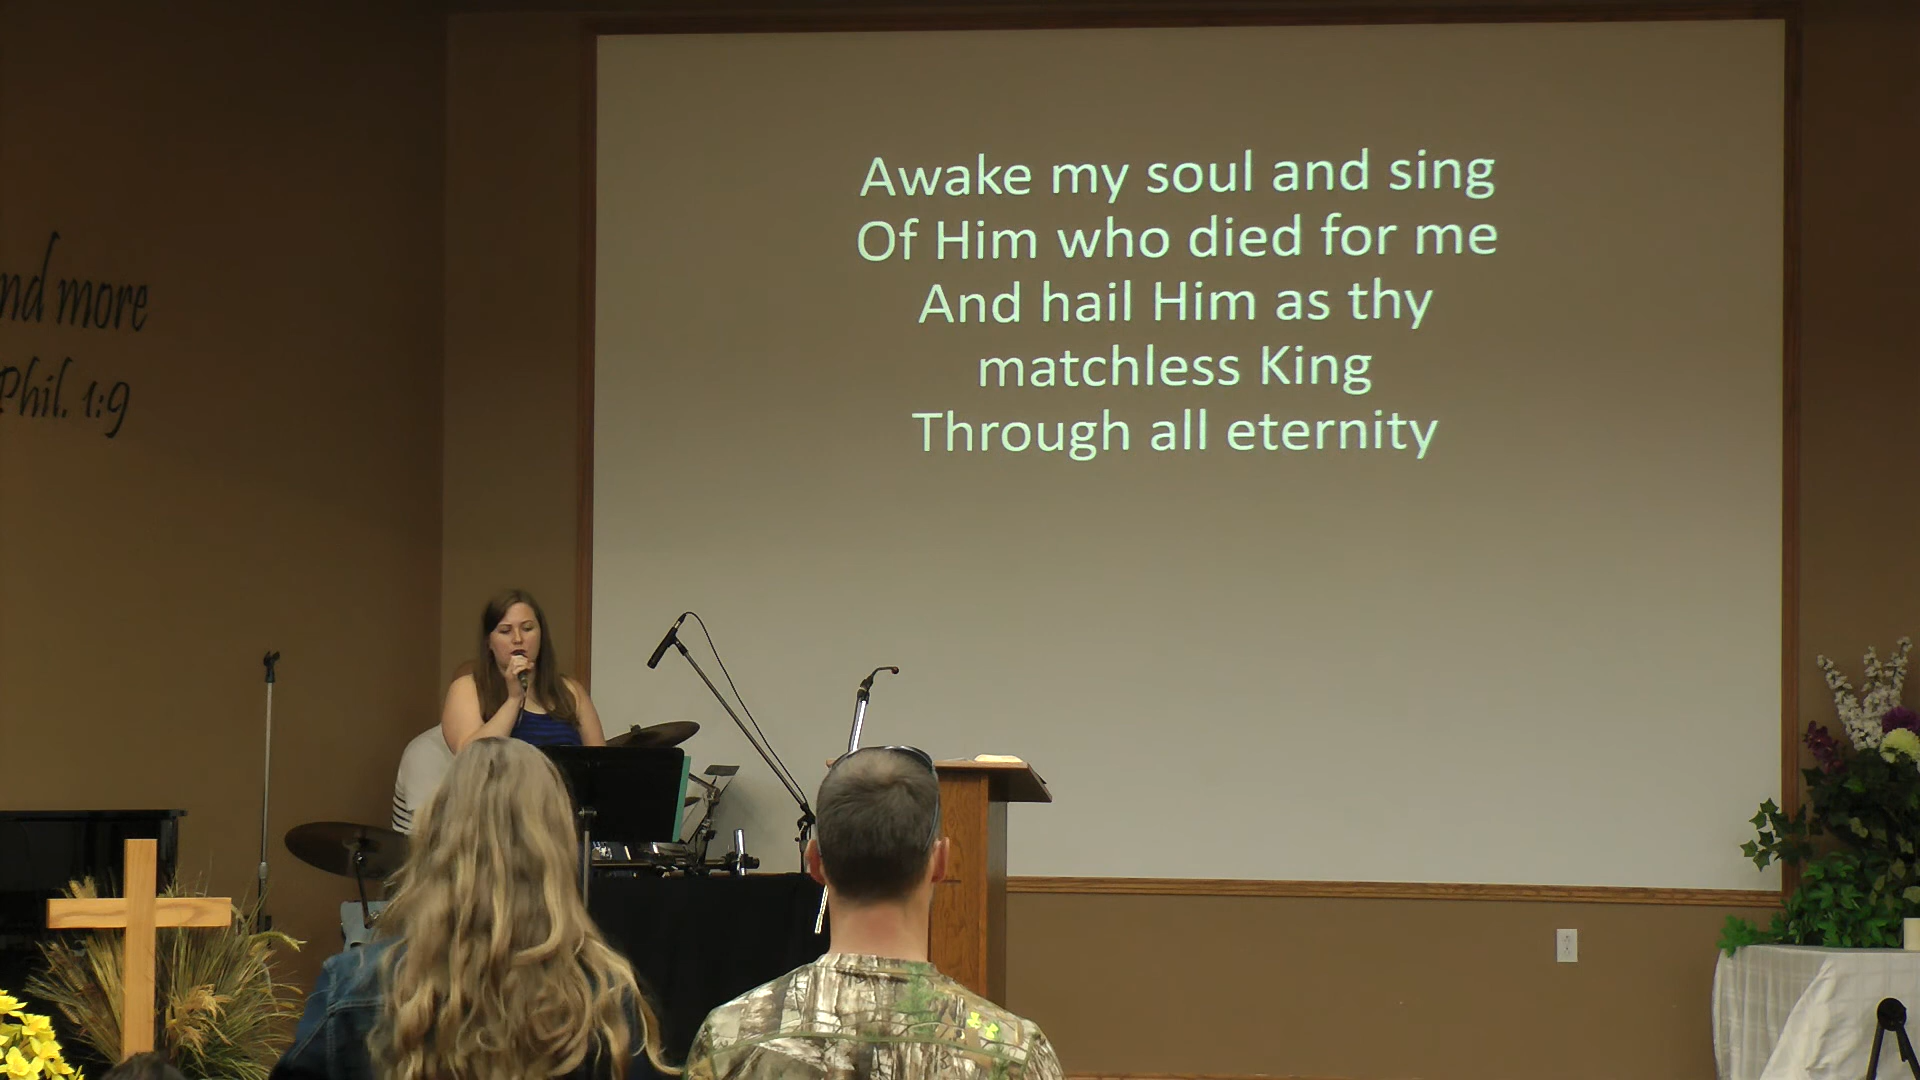 nd more
Phil. 1:9
Awake my soul and sing
Of Him who died for me
And hail Him as thy
matchless King
Through all eternity